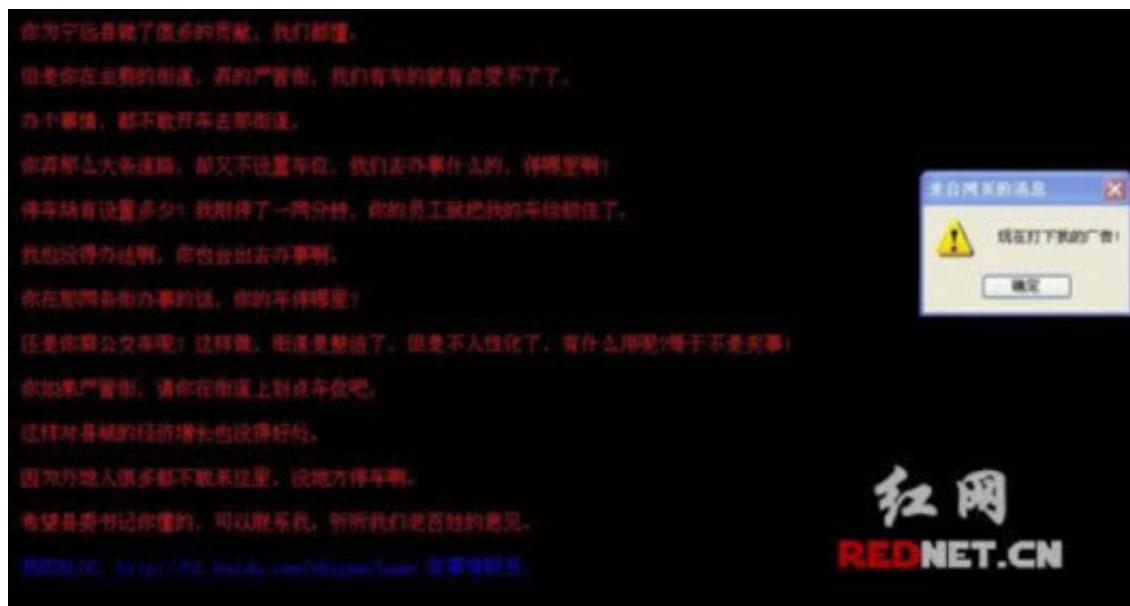 你为宁远县做了很多的贡献，我们都懂。
但是你在主要的街道，弄的严管街，我们有车的就有点受不了了。
办个事情，都不敢开车去那街道。
你弄那么大条道路，却又不设置车位，我们去办事什么的，停哪里啊！
停车场有设置多少？我刚停了一两分钟，你的员工就把我的车给锁住了。
我也没得办法啊，你也会出去办事啊。
你在那两条街办事的话，你的车停哪里？
还是你乘公交车呢？这样做，街道是整洁了，但是不人性化了，有什么用呢?等于不是实事！
你如果严管街，请你在街道上划点车位吧。
这样对县城的经济增长也没得好处。
因为外地人很多都不敢来这里，没地方停车啊。
希望县委书记你懂的，可以联系我，听听我们老百姓的意见。
我的BLOG, http://hi.baidu.com/ 有事情联系.
来自网页的消息
现在打下我的广告！
确定
红网
REDNET.CN